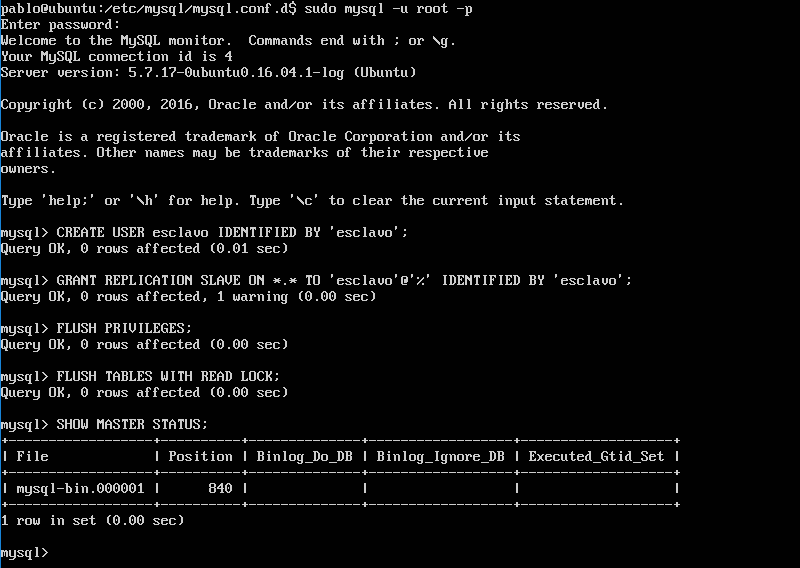 pablo@ubuntu:/etc/mysql/mysql.conf.d$ sudo mysql -u root -p
Enter password:
Welcome to the MySQL monitor.  Commands end with ; or \g.
Your MySQL connection id is 4
Server version: 5.7.17-0ubuntu0.16.04.1-log (Ubuntu)
Copyright (c) 2000, 2016, Oracle and/or its affiliates. All rights reserved.
Oracle is a registered trademark of Oracle Corporation and/or its
affiliates. Other names may be trademarks of their respective
owners.
Type 'help;' or '\h' for help. Type '\c' to clear the current input statement.
mysql> CREATE USER esclavo IDENTIFIED BY 'esclavo';
Query OK, 0 rows affected (0.01 sec)
mysql> GRANT REPLICATION SLAVE ON *.* TO 'esclavo'@'%' IDENTIFIED BY 'esclavo';
Query OK, 0 rows affected, 1 warning (0.00 sec)
mysql> FLUSH PRIVILEGES;
Query OK, 0 rows affected (0.00 sec)
mysql> FLUSH TABLES WITH READ LOCK;
Query OK, 0 rows affected (0.00 sec)
mysql> SHOW MASTER STATUS;
+------------------+----------+--------------+------------------+-------------------+
| File             | Position | Binlog_Do_DB | Binlog_Ignore_DB | Executed_Gtid_Set |
+------------------+----------+--------------+------------------+-------------------+
| mysql-bin.000001 |      840 |              |                  |                   |
+------------------+----------+--------------+------------------+-------------------+
1 row in set (0.00 sec)
mysql>